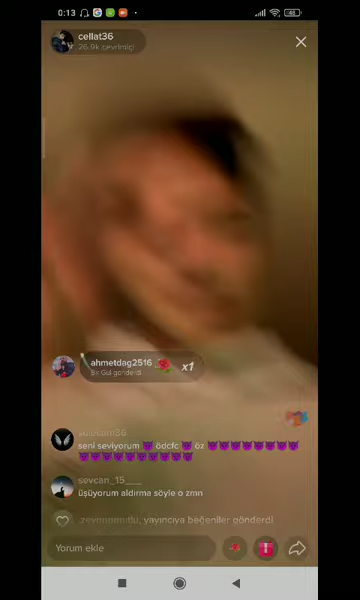 0:13
cellat36
26.9k çevrimiçi
ahmetdag2516
Bir Gül gönderdi
x1
seni seviyorum 😈 ödcfc 😈 öz 😈😈😈😈😈😈😈😈
😈😈😈😈😈😈😈😈😈😈
sevcan_15___
üşüyorum aldırma söyle o zmn
yayıncıya beğeniler gönderdi
Yorum ekle